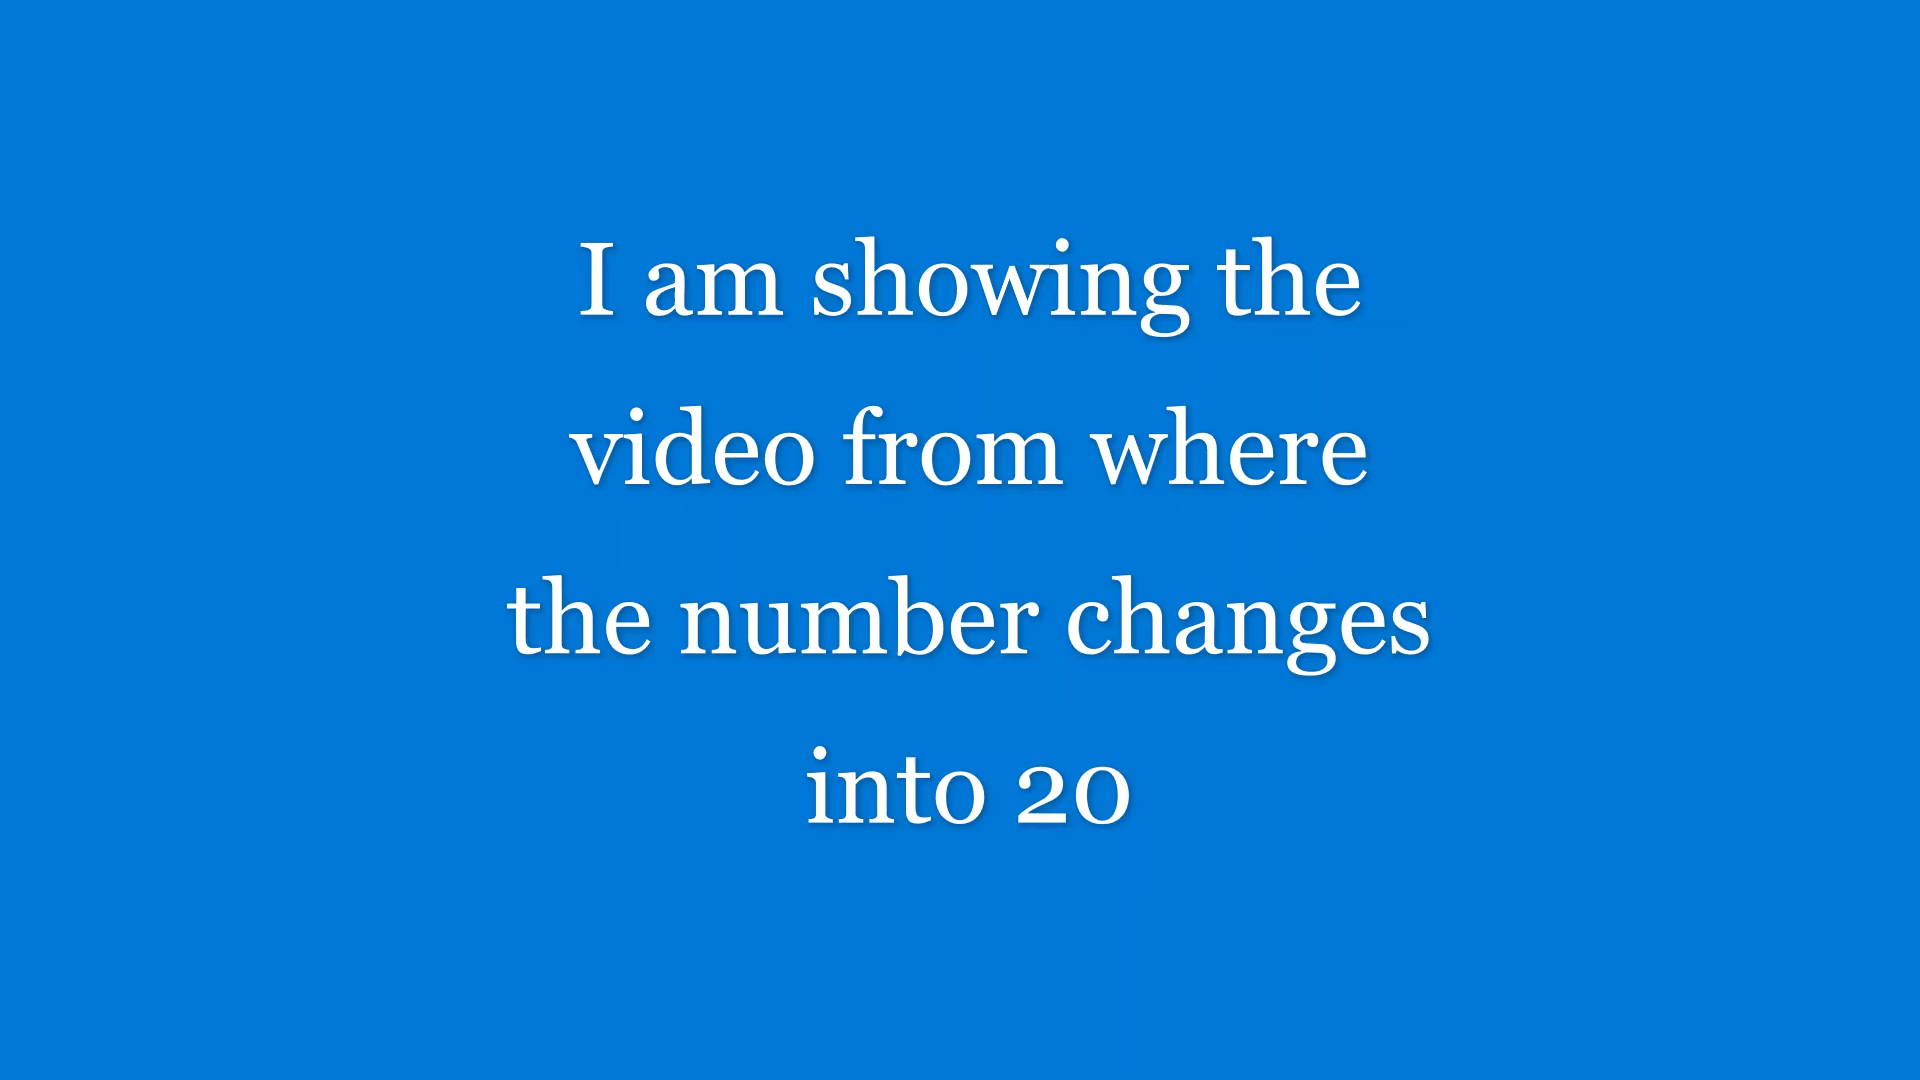 I am showing the
video from where
the number changes
into 20